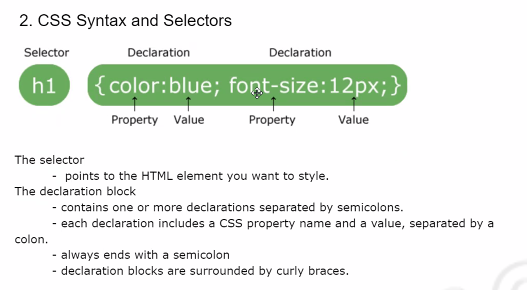 2. CSS Syntax and Selectors
Selector Declaration Declaration
h1 {color:blue; font-size:12px;}
Property Value Property Value
The selector
- points to the HTML element you want to style.
The declaration block
- contains one or more declarations separated by semicolons.
- each declaration includes a CSS property name and a value, separated by a
colon.
- always ends with a semicolon
- declaration blocks are surrounded by curly braces.